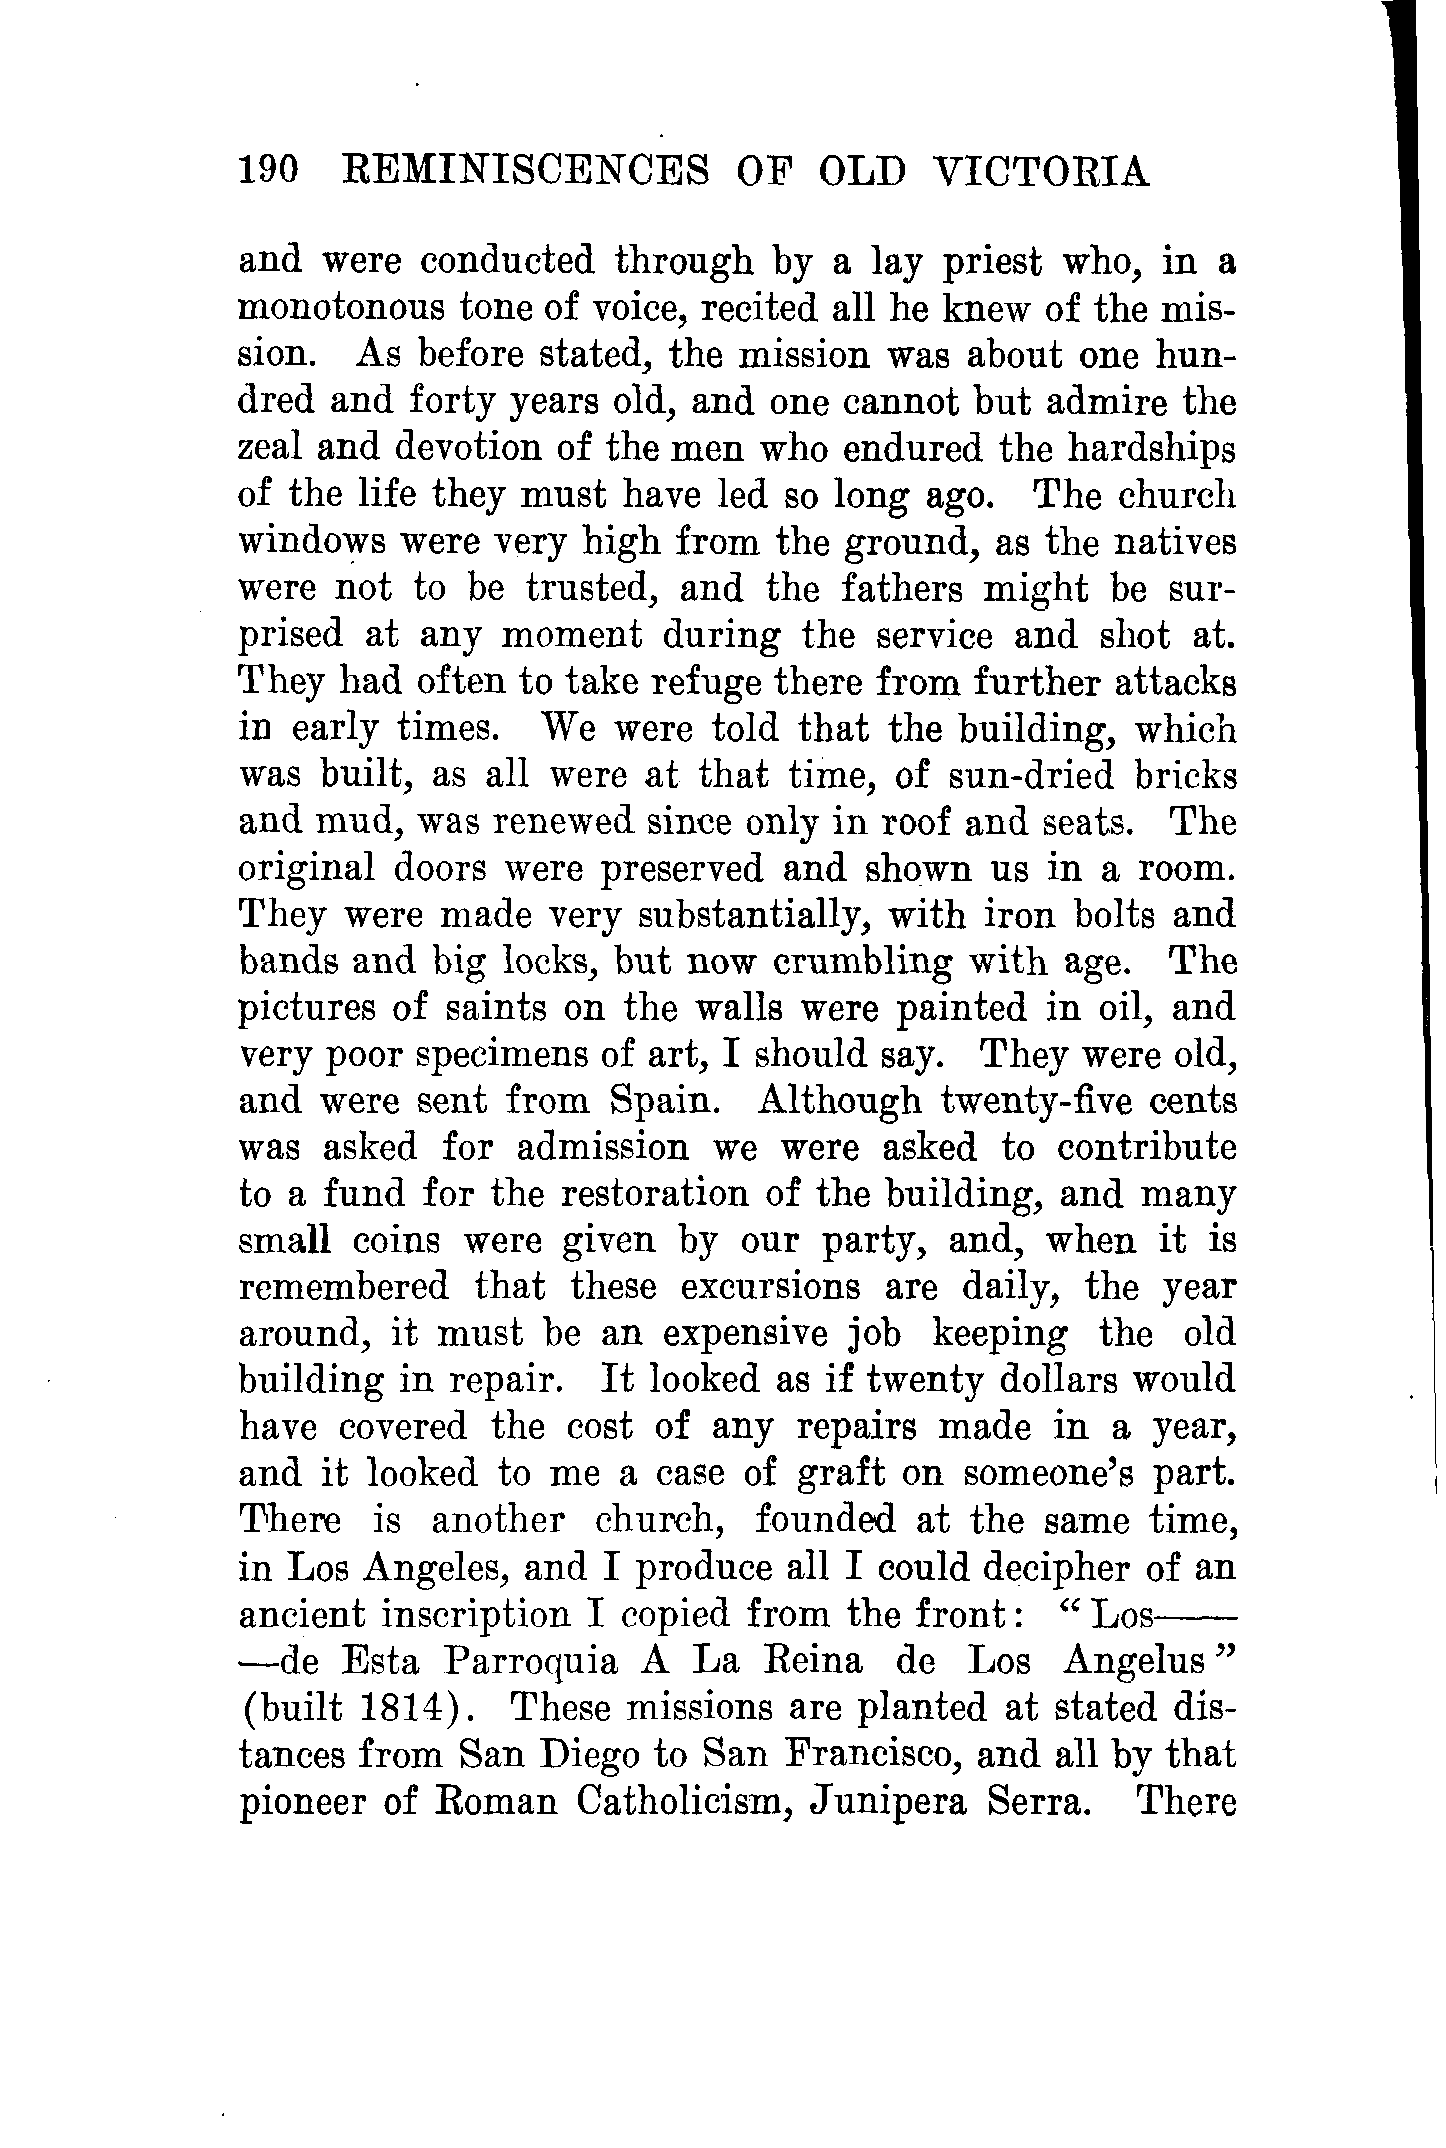 190 REMINISCENCES OF OLD VICTORIA
and were conducted through by a lay priest who, in a
monotonous tone of voice, recited all he knew of the mis-
sion. As before stated, the mission was about one hun-
dred and forty years old, and one cannot but admire the
zeal and devotion of the men who endured the hardships
of the life they must have led so long ago. The church
windows were very high from the ground, as the natives
were not to be trusted, and the fathers might be sur-
prised at any moment during the service and shot at.
They had often to take refuge there from further attacks
in early times. We were told that the building, which
was built, as all were at that time, of sun-dried bricks
and mud, was renewed since only in roof and seats. The
original doors were preserved and shown us in a room.
They were made very substantially, with iron bolts and
bands and big locks, but now crumbling with age. The
pictures of saints on the walls were painted in oil, and
very poor specimens of art, I should say. They were old,
and were sent from Spain. Although twenty-five cents
was asked for admission we were asked to contribute
to a fund for the restoration of the building, and many
small coins were given by our party, and, when it is
remembered that these excursions are daily, the year
around, it must be an expensive job keeping the old
building in repair. It looked as if twenty dollars would
have covered the cost of any repairs made in a year,
and it looked to me a case of graft on someone's part.
There is another church, founded at the same time,
in Los Angeles, and I produce all I could decipher of an
ancient inscription I copied from the front: “Los——
—de Esta Parroquia A La Reina de Los Angelus”
(built 1814). These missions are planted at stated dis-
tances from San Diego to San Francisco, and all by that
pioneer of Roman Catholicism, Junipera Serra. There